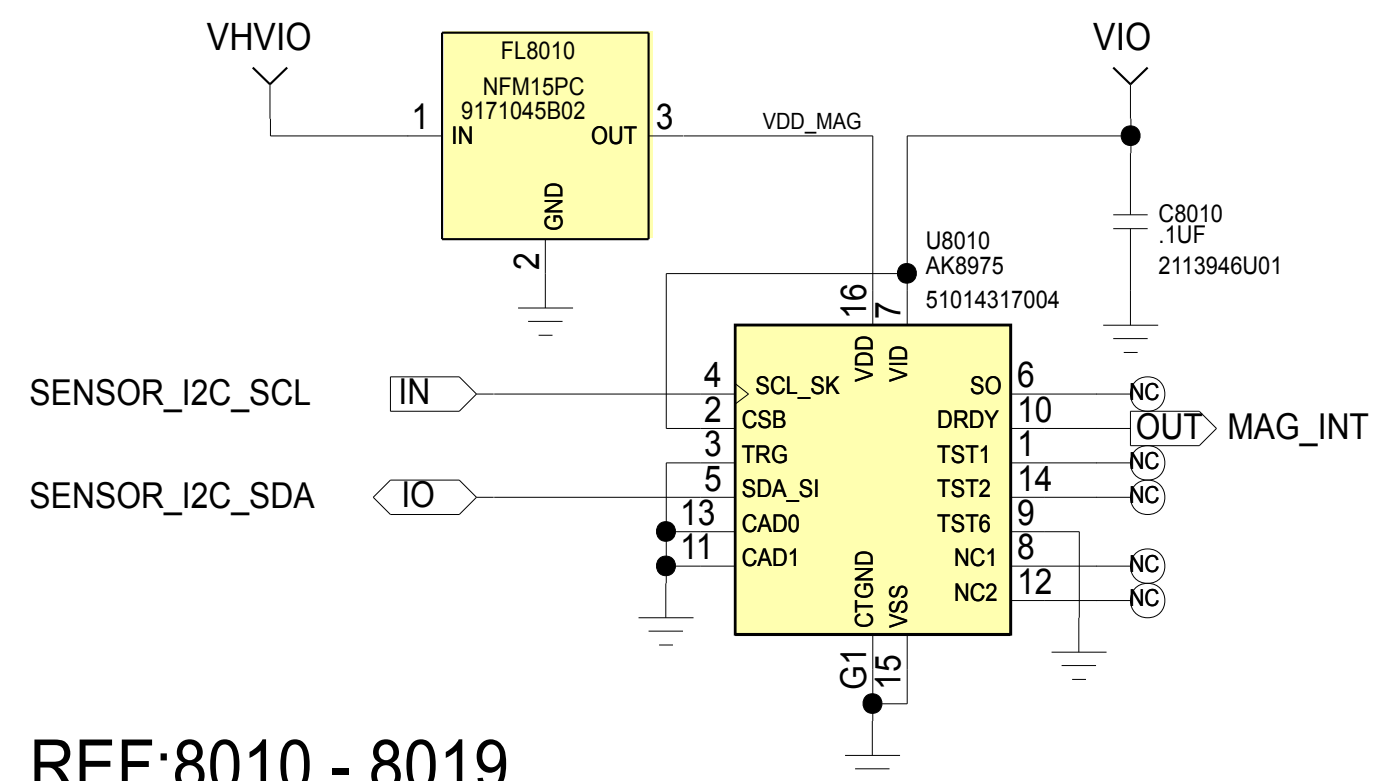 VHVIO
VIO
FL8010
NFM15PC
9171045B02
1
3
IN
OUT
VDD_MAG
GND
2
C8010
.1UF
2113946U01
U8010
AK8975
51014317004
16
7
VDD
VID
SENSOR_I2C_SCL
IN
4
SCL_SK
SO
6
NC
2
CSB
DRDY
10
OUT
MAG_INT
3
TRG
TST1
1
NC
SENSOR_I2C_SDA
IO
5
SDA_SI
TST2
14
NC
13
CAD0
TST6
9
11
CAD1
NC1
8
NC
NC2
12
NC
CTGND
VSS
G1
15
REF:8010 - 8019